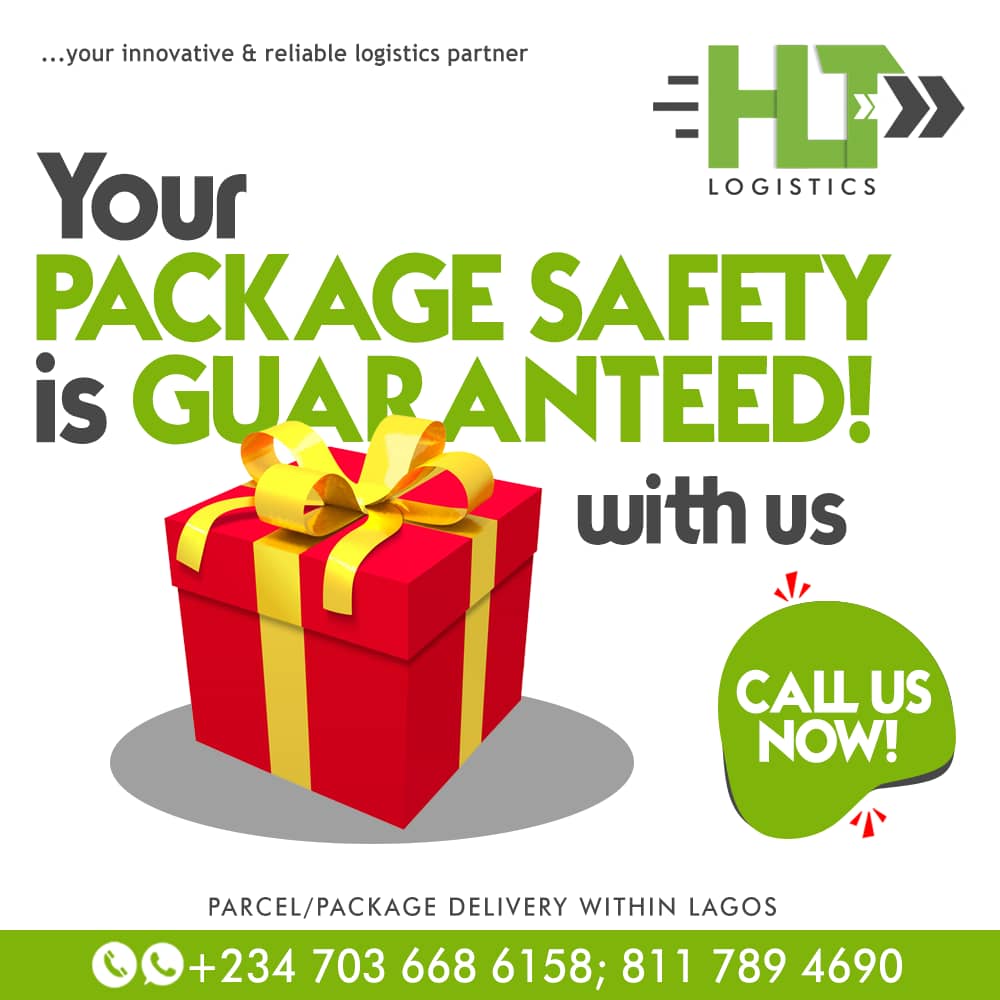 ...your innovative & reliable logistics partner
HLT
LOGISTICS
Your
PACKAGE SAFETY
is GUARANTEED!
with us
CALL US
NOW!
PARCEL/PACKAGE DELIVERY WITHIN LAGOS
+234 703 668 6158; 811 789 4690